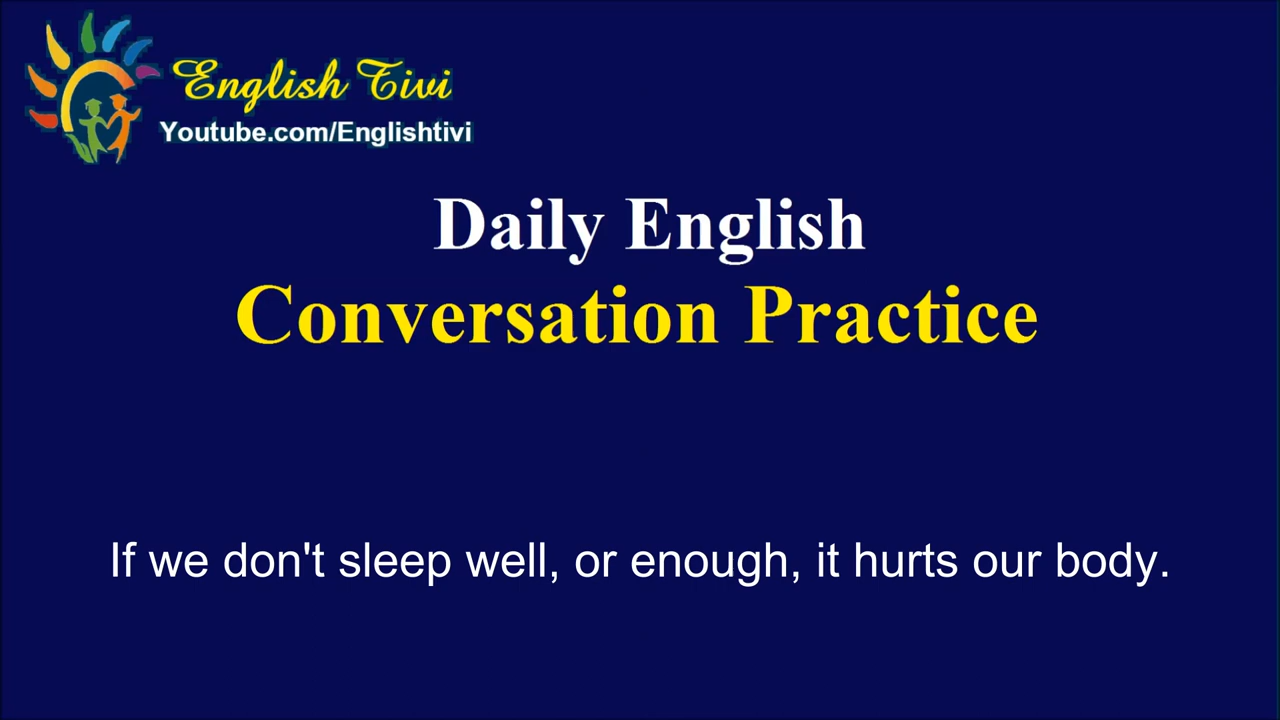 English Tivi
Youtube.com/Englishtivi
Daily English
Conversation Practice
If we don't sleep well, or enough, it hurts our body.